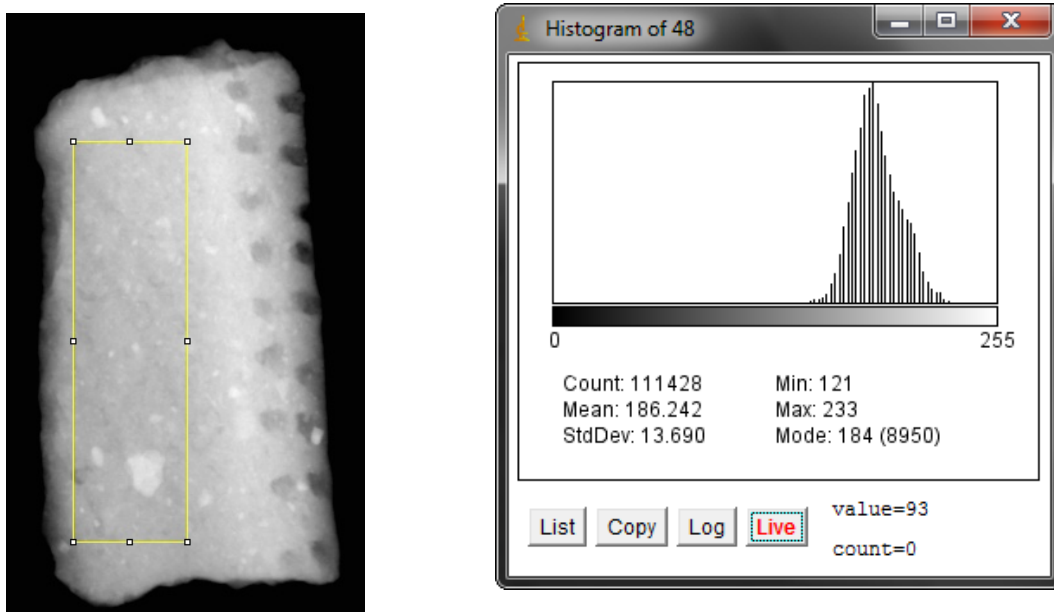 Histogram of 48
0 255
Count: 111428 Min: 121
Mean: 186.242 Max: 233
StdDev: 13.690 Mode: 184 (8950)
List Copy Log Live value=93
count=0